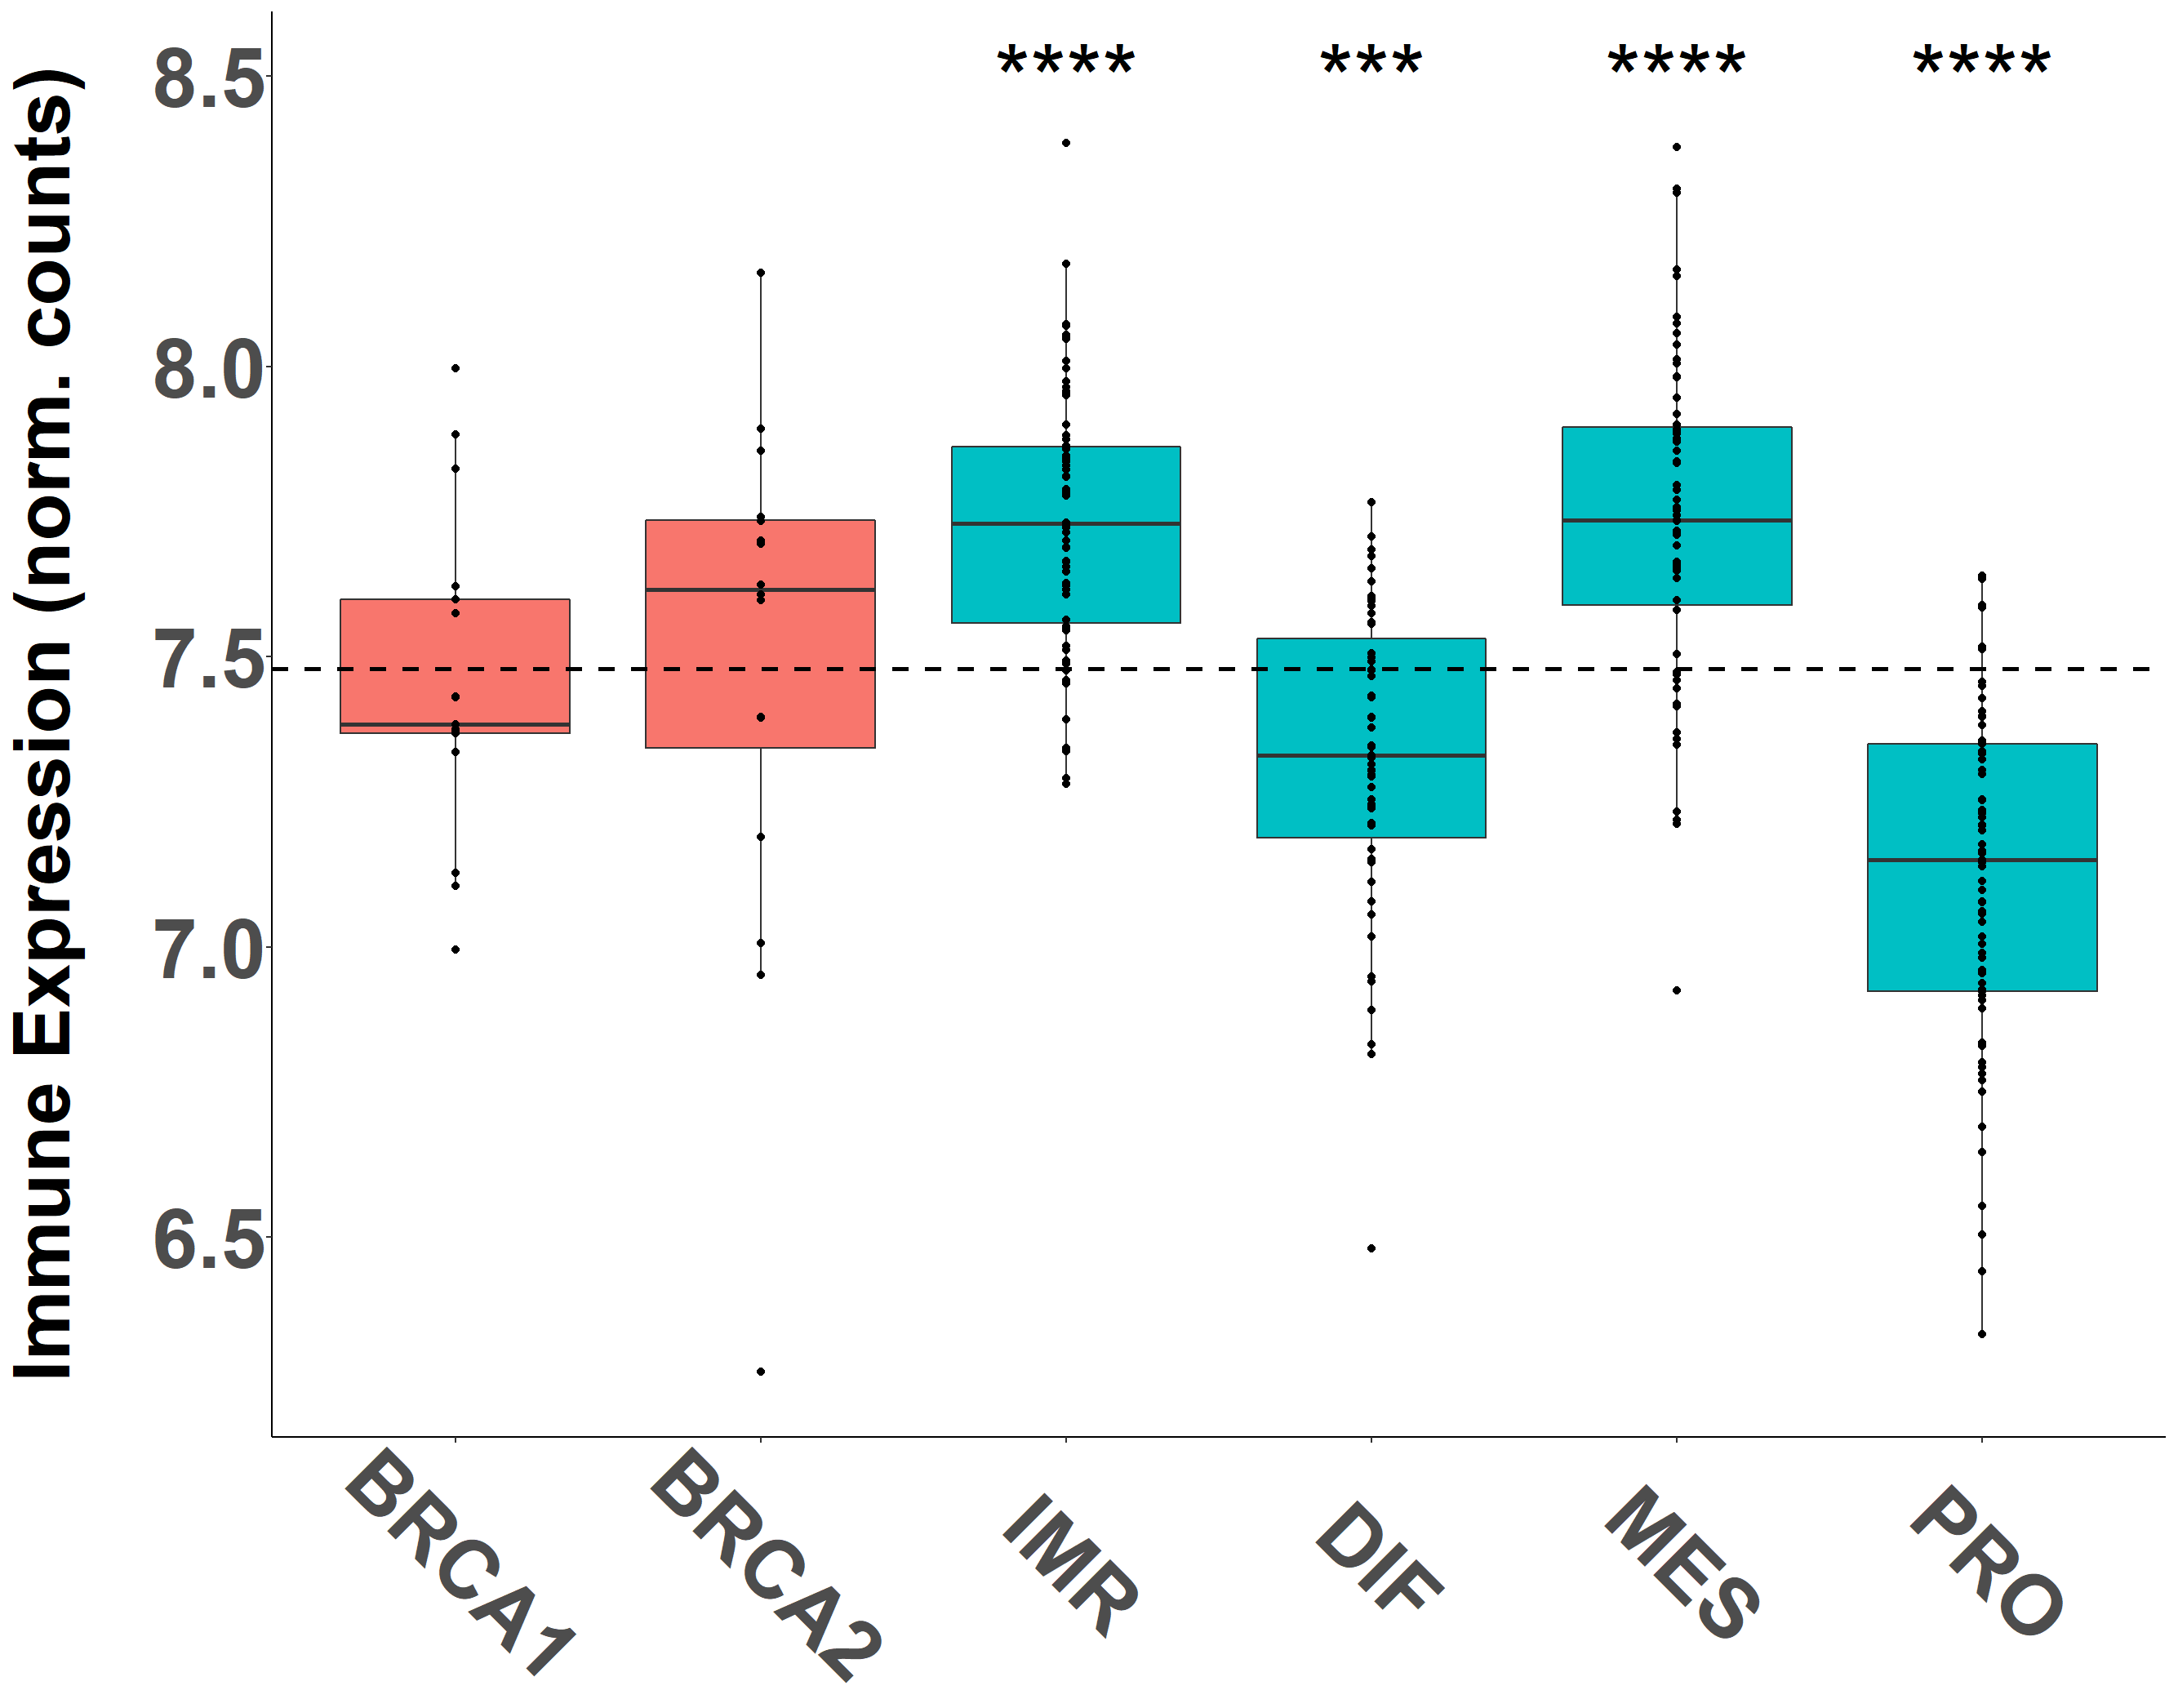 Immune Expression (norm. counts)
8.5
8.0
7.5
7.0
6.5
**** *** **** ****
BRCA1 BRCA2 IMR DIF MES PRO